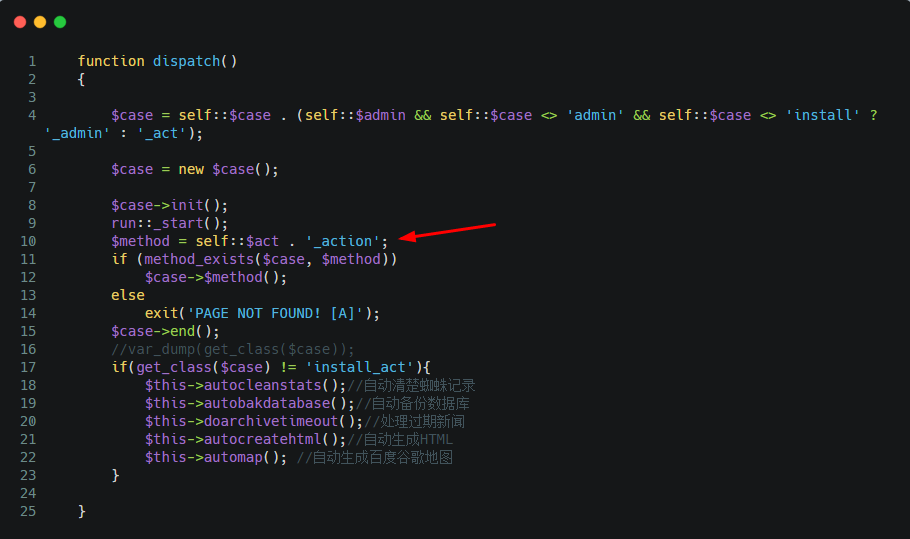 1 function dispatch()
2 {
3
4 $case = self::$case . (self::$admin && self::$case <> 'admin' && self::$case <> 'install' ?
'_admin' : '_act');
5
6 $case = new $case();
7
8 $case->init();
9 run::_start();
10 $method = self::$act . '_action';
11 if (method_exists($case, $method))
12 $case->$method();
13 else
14 exit('PAGE NOT FOUND! [A]');
15 $case->end();
16 //var_dump(get_class($case));
17 if(get_class($case) != 'install_act'){
18 $this->autocleanstats();//自动清楚蜘蛛记录
19 $this->autobakdatabase();//自动备份数据库
20 $this->doarchivetimeout();//处理过期新闻
21 $this->autocreatehtml();//自动生成HTML
22 $this->automap(); //自动生成百度谷歌地图
23 }
24
25 }